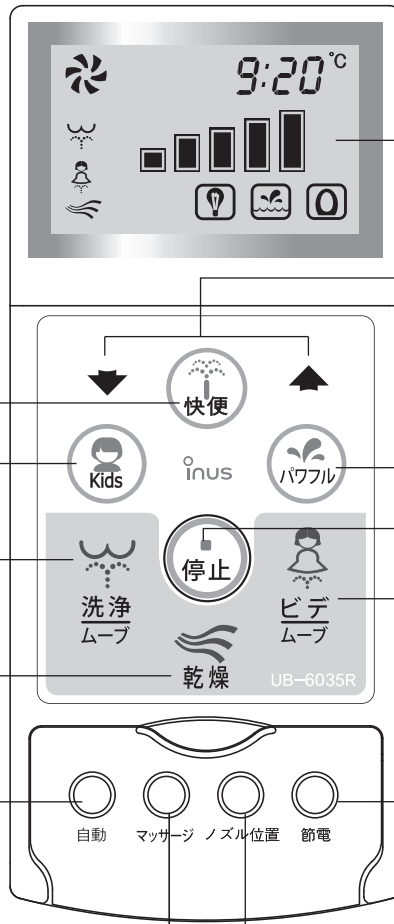 9:20℃
快便
Kids
inus
パワフル
停止
洗浄
ムーブ
ビデ
ムーブ
乾燥
UB-6035R
自動 マッサージ ノズル位置 節電